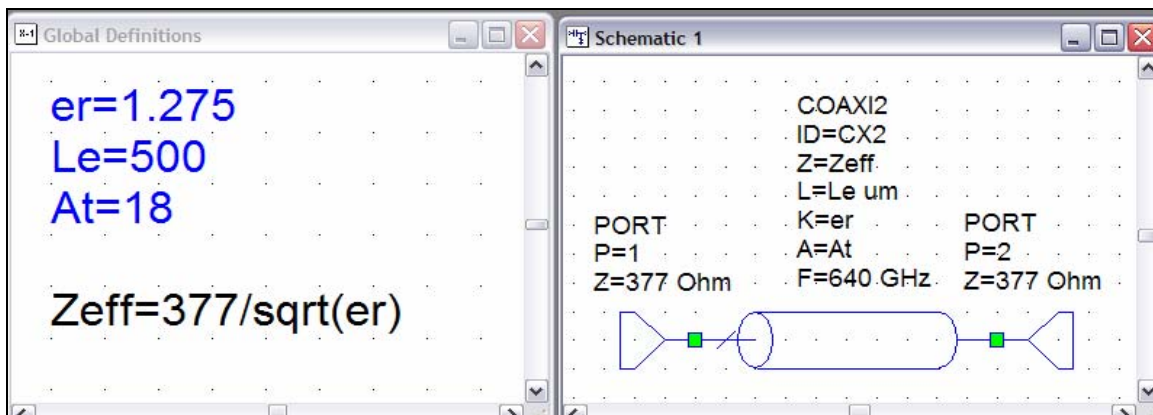 Global Definitions
er=1.275
Le=500
At=18
Zeff=377/sqrt(er)
Schematic 1
COAXI2
ID=CX2
Z=Zeff
L=Le um
K=er
A=At
F=640 GHz
PORT
P=1
Z=377 Ohm
PORT
P=2
Z=377 Ohm